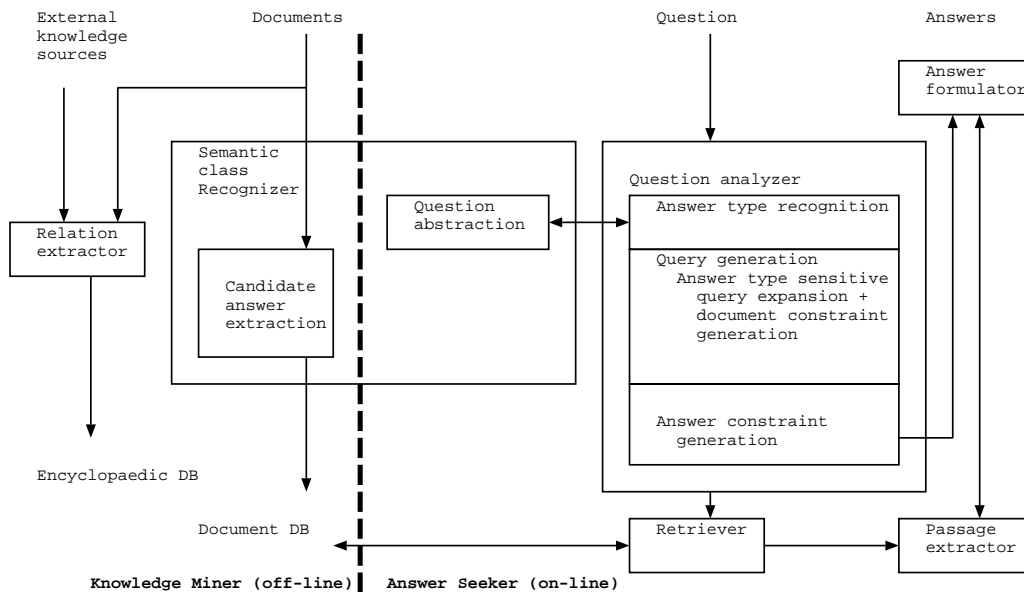 External
knowledge
sources
Documents
Question
Answers
Answer
formulator
Semantic
class
Recognizer
Question analyzer
Question
abstraction
Answer type recognition
Relation
extractor
Query generation
Answer type sensitive
query expansion +
document constraint
generation
Candidate
answer
extraction
Answer constraint
generation
Encyclopaedic DB
Document DB
Retriever
Passage
extractor
Knowledge Miner (off-line)
Answer Seeker (on-line)